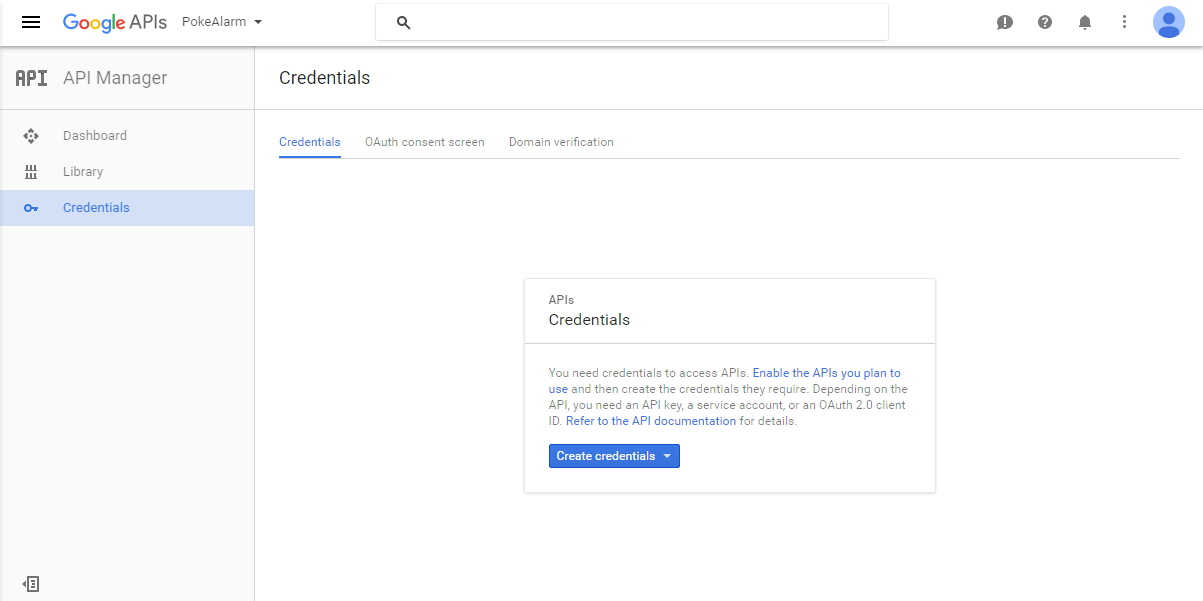 Google APIs PokeAlarm
API API Manager
Credentials
Dashboard
Library
Credentials
Credentials OAuth consent screen Domain verification
APIs
Credentials
You need credentials to access APIs. Enable the APIs you plan to
use and then create the credentials they require. Depending on the
API, you need an API key, a service account, or an OAuth 2.0 client
ID. Refer to the API documentation for details.
Create credentials